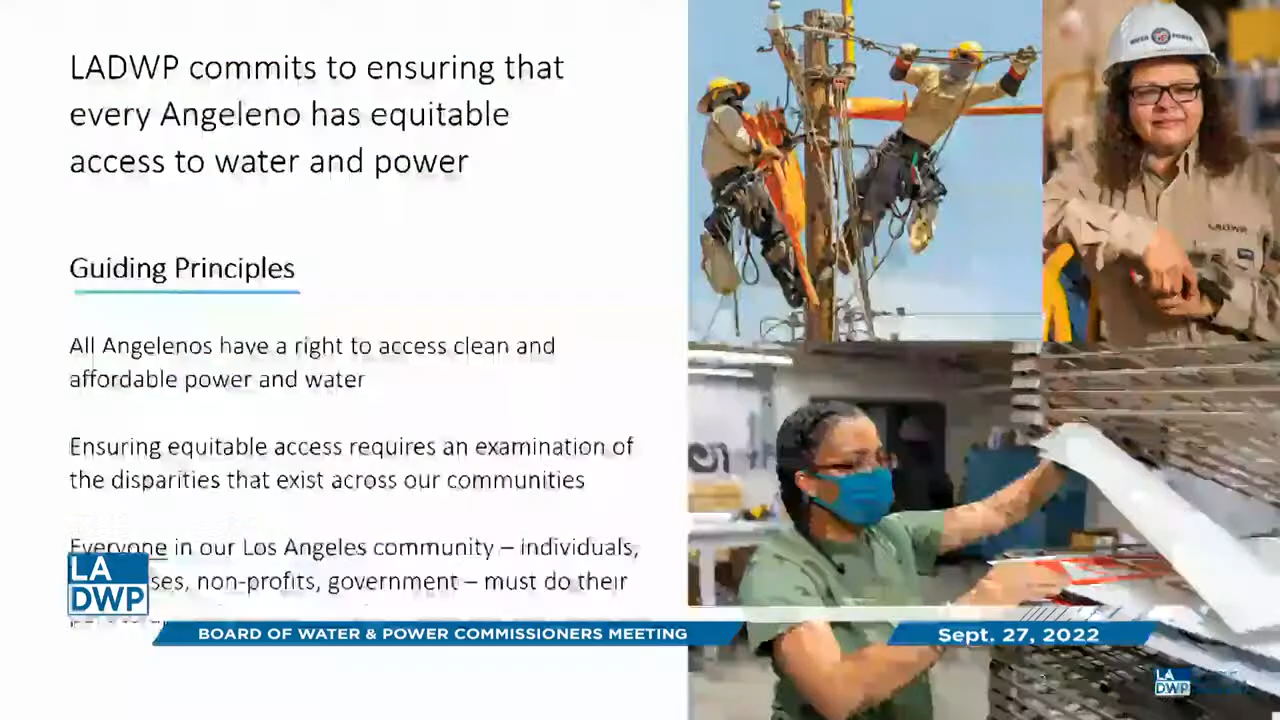 LADWP commits to ensuring that
every Angeleno has equitable
access to water and power
Guiding Principles
All Angelenos have a right to access clean and
affordable power and water
Ensuring equitable access requires an examination of
the disparities that exist across our communities
Everyone in our Los Angeles community – individuals,
ses, non-profits, government – must do their
LA
DWP
BOARD OF WATER & POWER COMMISSIONERS MEETING
Sept. 27, 2022
WATER POWER
LADWP
LA
DWP